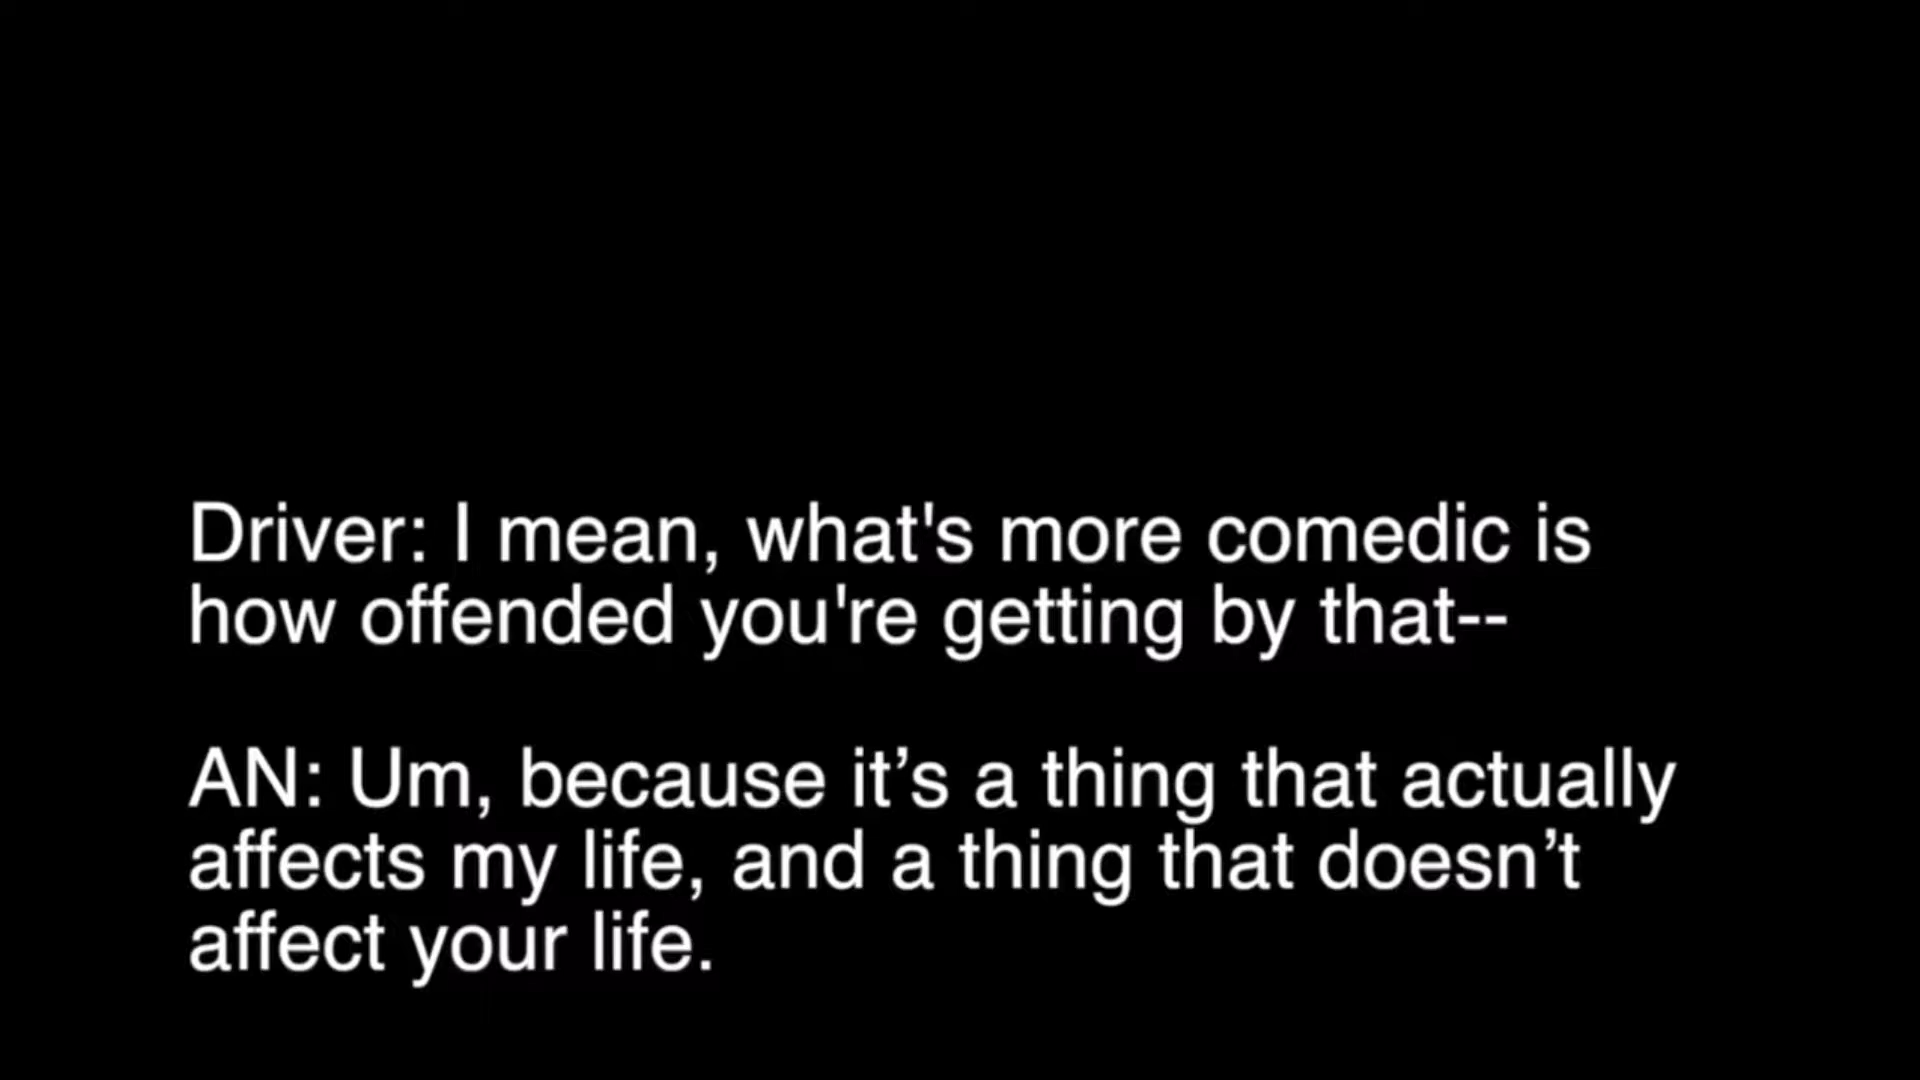 Driver: I mean, what's more comedic is
how offended you're getting by that--
AN: Um, because it’s a thing that actually
affects my life, and a thing that doesn’t
affect your life.